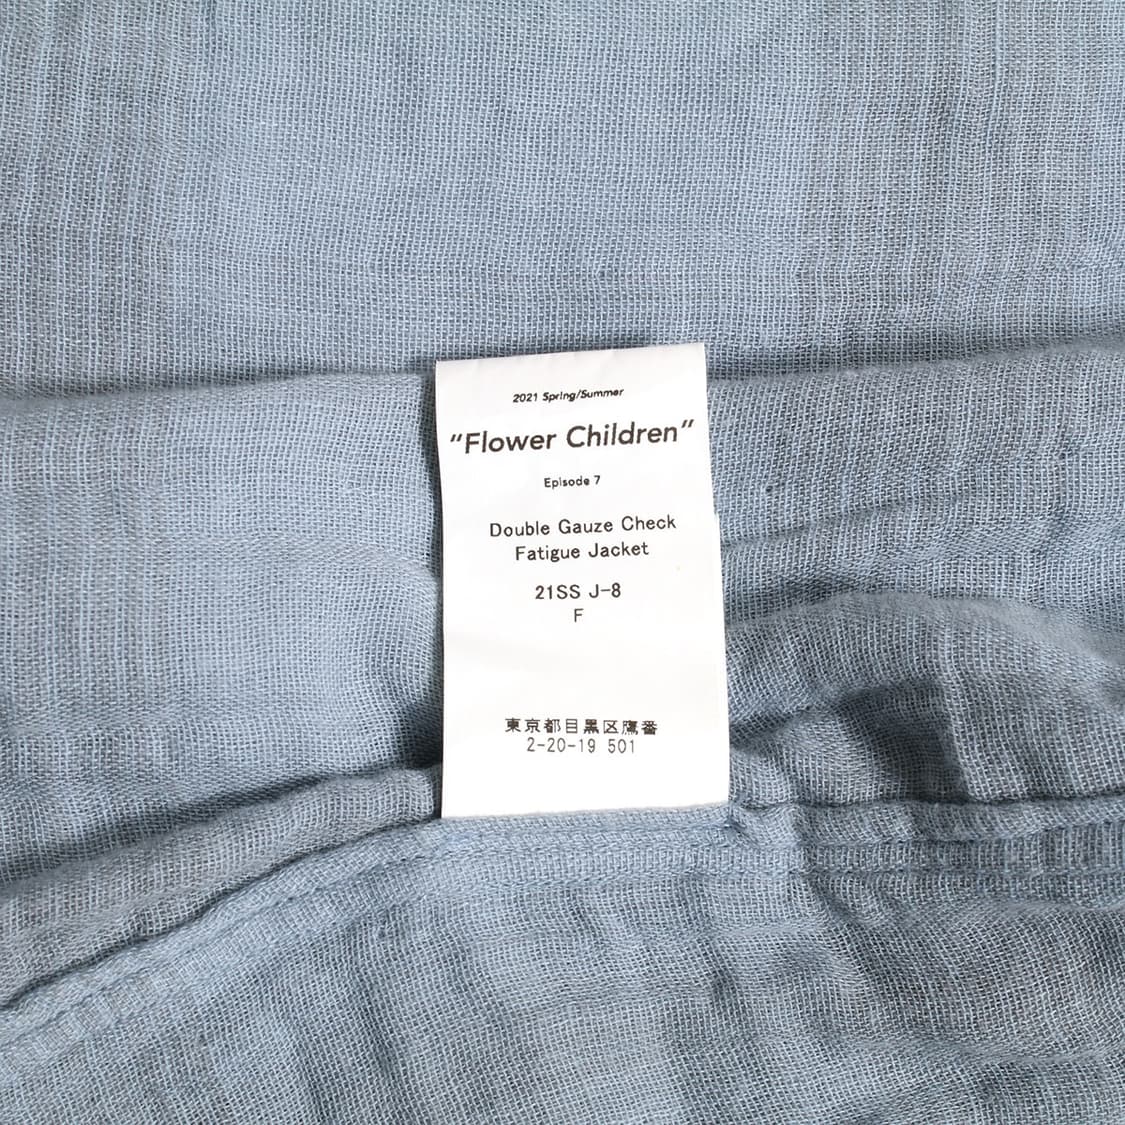 2021 Spring/Summer
"Flower Children"
Episode 7
Double Gauze Check
Fatigue Jacket
21SS J-8
F
東京都目黒区鷹番
2-20-19 501